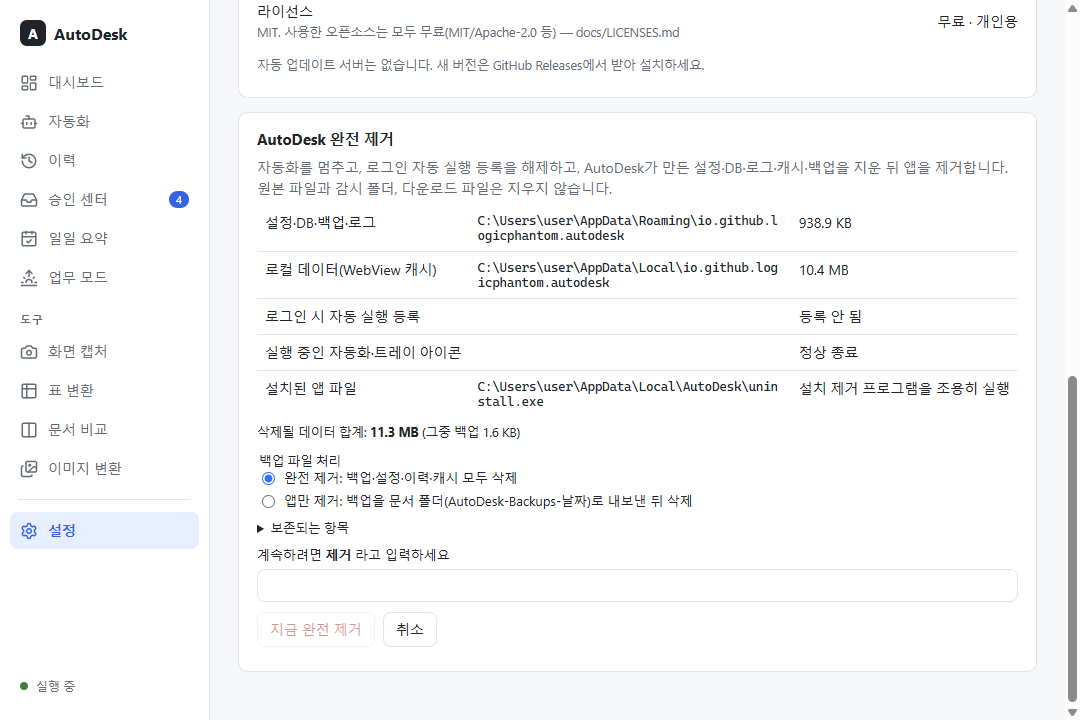 A AutoDesk
대시보드
자동화
이력
승인 센터 4
일일 요약
업무 모드
도구
화면 캡처
표 변환
문서 비교
이미지 변환
설정
실행 중
라이선스
MIT. 사용한 오픈소스는 모두 무료(MIT/Apache-2.0 등) — docs/LICENSES.md
무료 · 개인용
자동 업데이트 서버는 없습니다. 새 버전은 GitHub Releases에서 받아 설치하세요.
AutoDesk 완전 제거
자동화를 멈추고, 로그인 자동 실행 등록을 해제하고, AutoDesk가 만든 설정·DB·로그·캐시·백업을 지운 뒤 앱을 제거합니다.
원본 파일과 감시 폴더, 다운로드 파일은 지우지 않습니다.
설정·DB·백업·로그 C:\Users\user\AppData\Roaming\io.github.l 938.9 KB
ogicphantom.autodesk
로컬 데이터(WebView 캐시) C:\Users\user\AppData\Local\io.github.log 10.4 MB
icphantom.autodesk
로그인 시 자동 실행 등록 등록 안 됨
실행 중인 자동화·트레이 아이콘 정상 종료
설치된 앱 파일 C:\Users\user\AppData\Local\AutoDesk\unin 설치 제거 프로그램을 조용히 실행
stall.exe
삭제될 데이터 합계: 11.3 MB (그중 백업 1.6 KB)
백업 파일 처리
완전 제거: 백업·설정·이력·캐시 모두 삭제
앱만 제거: 백업을 문서 폴더(AutoDesk-Backups-날짜)로 내보낸 뒤 삭제
보존되는 항목
계속하려면 제거 라고 입력하세요
지금 완전 제거 취소